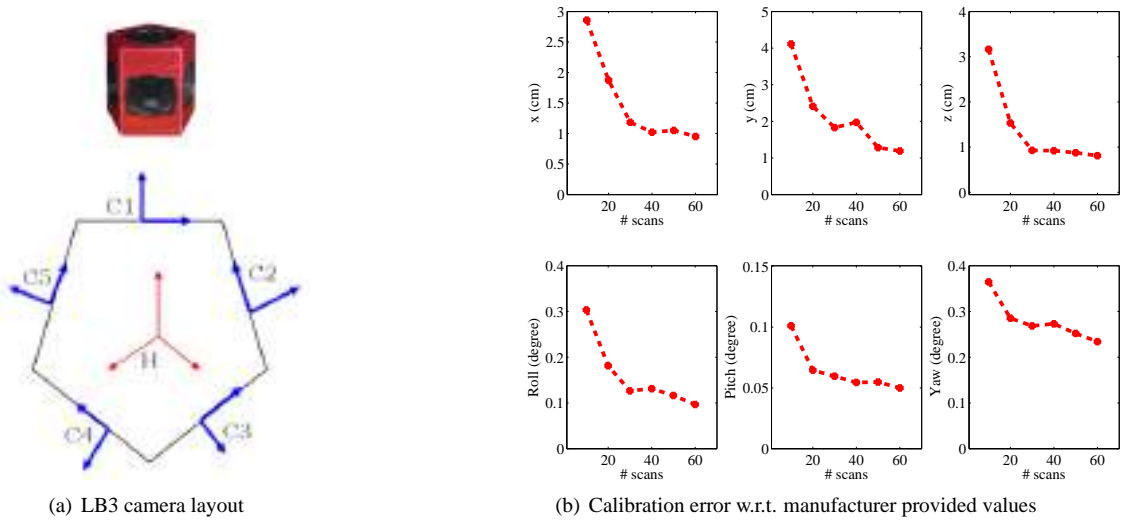 C1
C5
C2
H
C4
C3
(a) LB3 camera layout
3
2.5
2
1.5
1
0.5
0
x (cm)
20 40 60
# scans
5
4
3
2
1
0
y (cm)
20 40 60
# scans
4
3
2
1
0
z (cm)
20 40 60
# scans
0.4
0.3
0.2
0.1
0
Roll (degree)
20 40 60
# scans
0.15
0.1
0.05
0
Pitch (degree)
20 40 60
# scans
0.4
0.3
0.2
0.1
0
Yaw (degree)
20 40 60
# scans
(b) Calibration error w.r.t. manufacturer provided values